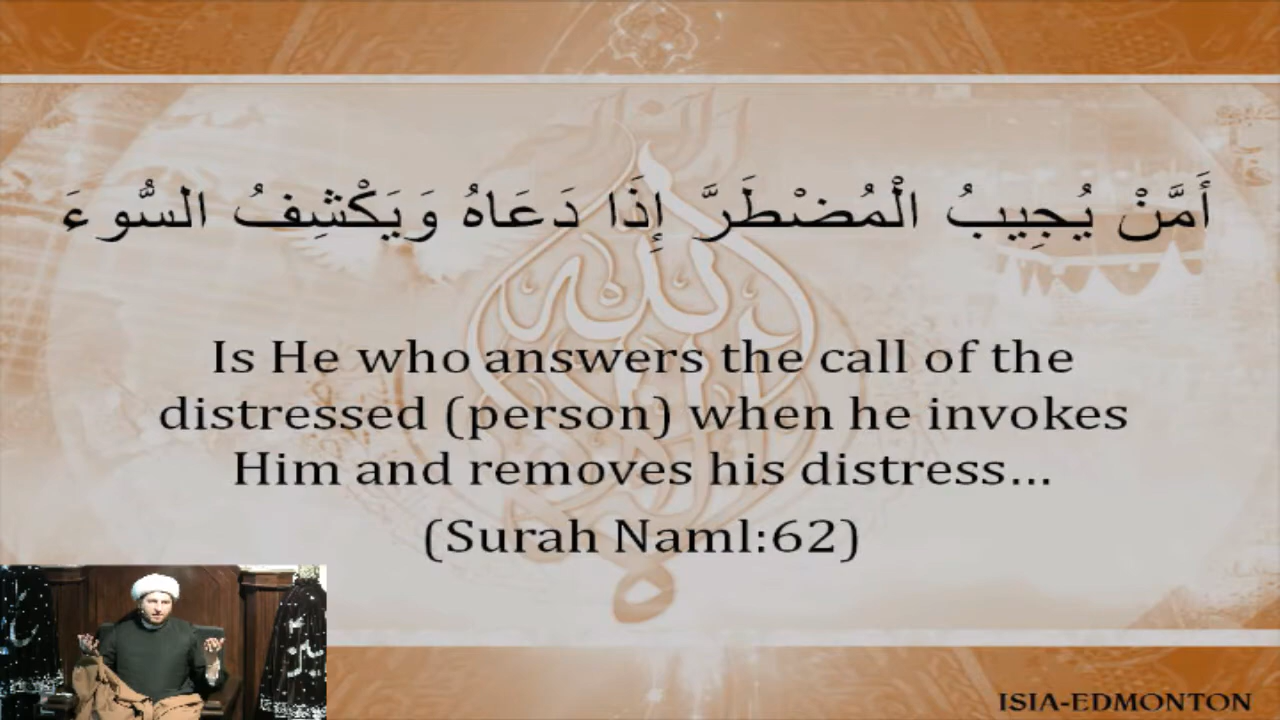 أَمَّنْ يُجِيبُ الْمُضْطَرَّ إِذَا دَعَاهُ وَيَكْشِفُ السُّوءَ
Is He who answers the call of the
distressed (person) when he invokes
Him and removes his distress...
(Surah Naml:62)
ISIA-EDMONTON